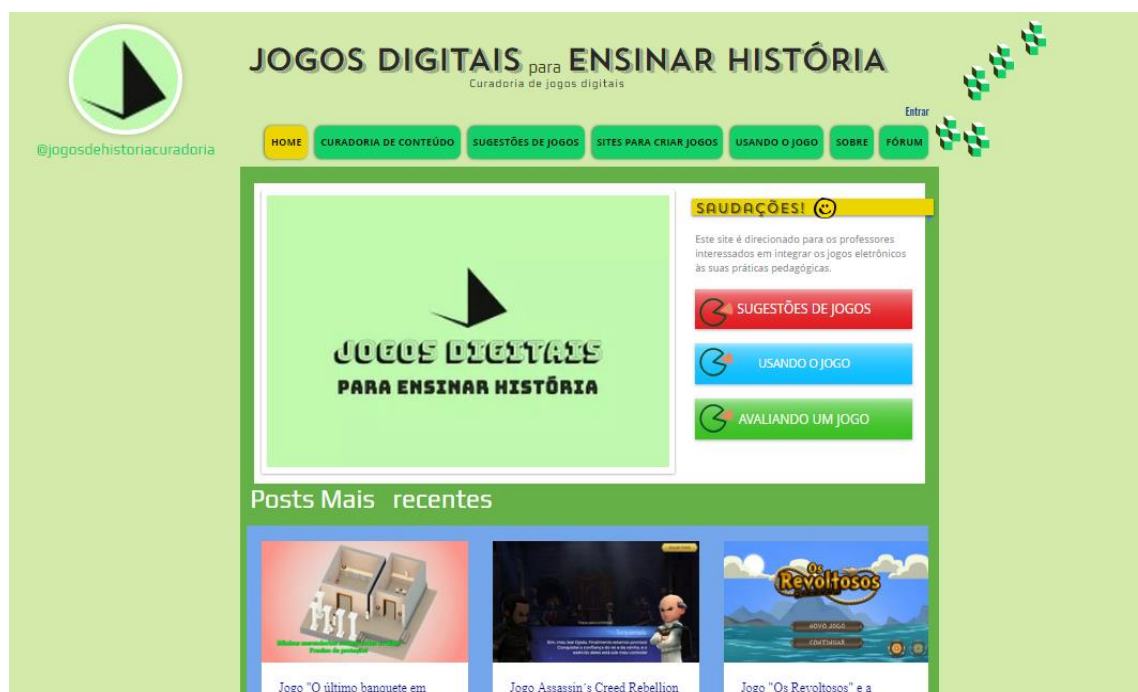 JOGOS DIGITAIS para ENSINAR HISTÓRIA
Curadoria de jogos digitais
@jogosdehistoriacuradoria
Entrar
HOME
CURADORIA DE CONTEÚDO
SUGESTÕES DE JOGOS
SITES PARA CRIAR JOGOS
USANDO O JOGO
SOBRE
FÓRUM
JOGOS DIGITAIS
PARA ENSINAR HISTÓRIA
SAUDAÇÕES!
Este site é direcionado para os professores
interessados em integrar os jogos eletrônicos
às suas práticas pedagógicas.
SUGESTÕES DE JOGOS
USANDO O JOGO
AVALIANDO UM JOGO
Posts Mais recentes
Os
Revoltosos
NOVO JOGO
CONTINUAR
Jogo "O último banquete em
Jogo Assassin´s Creed Rebellion
Jogo "Os Revoltosos" e a